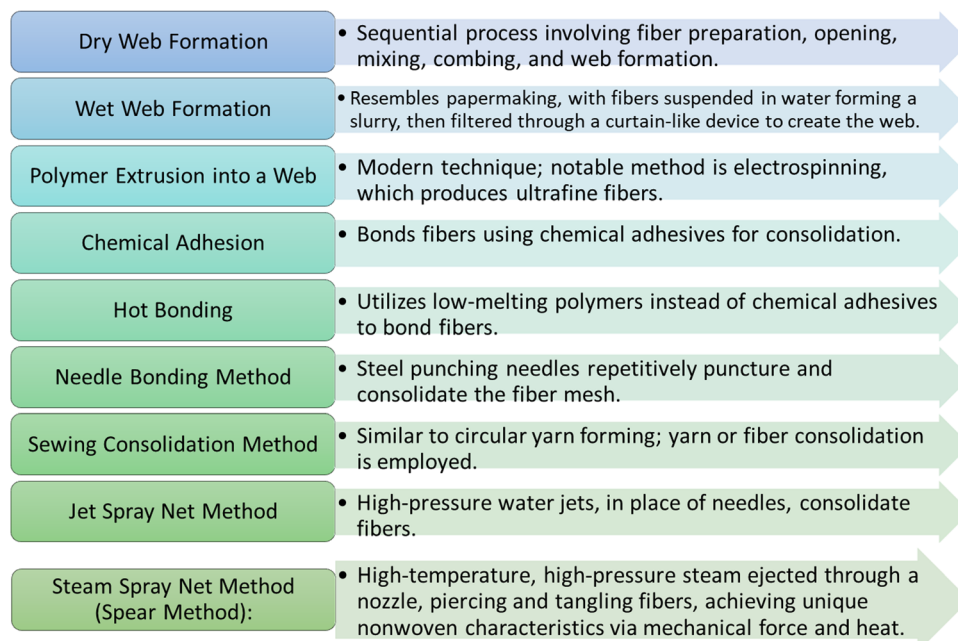 Dry Web Formation
• Sequential process involving fiber preparation, opening,
mixing, combing, and web formation.
Wet Web Formation
• Resembles papermaking, with fibers suspended in water forming a
slurry, then filtered through a curtain-like device to create the web.
Polymer Extrusion into a Web
• Modern technique; notable method is electrospinning,
which produces ultrafine fibers.
Chemical Adhesion
• Bonds fibers using chemical adhesives for consolidation.
Hot Bonding
• Utilizes low-melting polymers instead of chemical adhesives
to bond fibers.
Needle Bonding Method
• Steel punching needles repetitively puncture and
consolidate the fiber mesh.
Sewing Consolidation Method
• Similar to circular yarn forming; yarn or fiber consolidation
is employed.
Jet Spray Net Method
• High-pressure water jets, in place of needles, consolidate
fibers.
Steam Spray Net Method
(Spear Method):
• High-temperature, high-pressure steam ejected through a
nozzle, piercing and tangling fibers, achieving unique
nonwoven characteristics via mechanical force and heat.